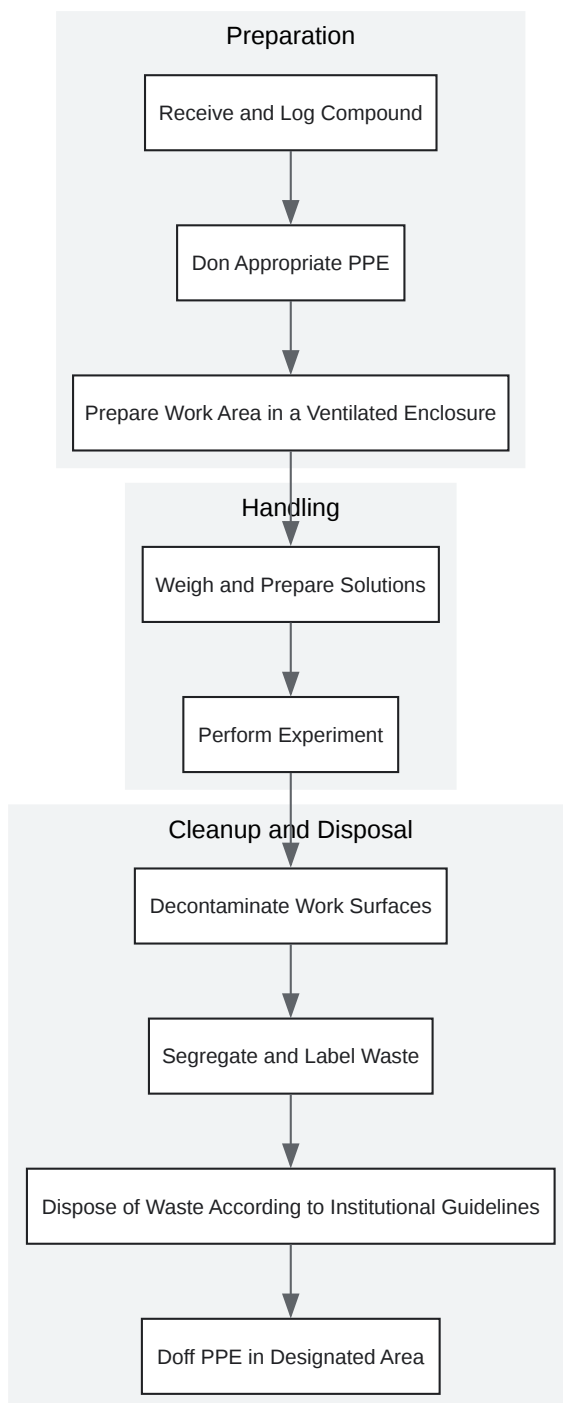 Preparation
Receive and Log Compound
Don Appropriate PPE
Prepare Work Area in a Ventilated Enclosure
Handling
Weigh and Prepare Solutions
Perform Experiment
Cleanup and Disposal
Decontaminate Work Surfaces
Segregate and Label Waste
Dispose of Waste According to Institutional Guidelines
Doff PPE in Designated Area